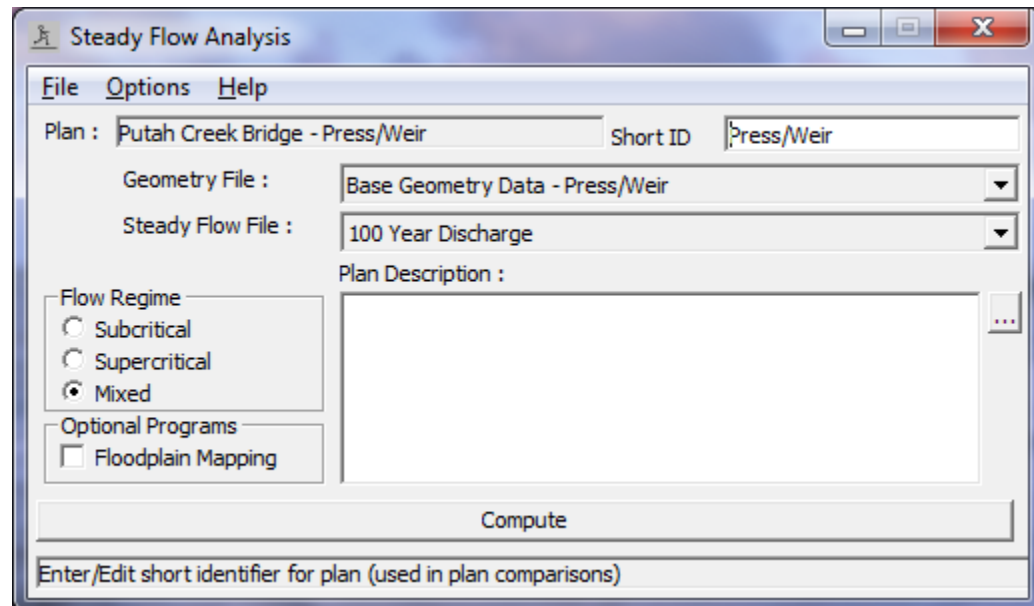 Steady Flow Analysis
File Options Help
Plan : Putah Creek Bridge - Press/Weir Short ID Press/Weir
Geometry File : Base Geometry Data - Press/Weir
Steady Flow File : 100 Year Discharge
Plan Description :
Flow Regime
Subcritical
...
Supercritical
Mixed
Optional Programs
Floodplain Mapping
Compute
Enter/Edit short identifier for plan (used in plan comparisons)